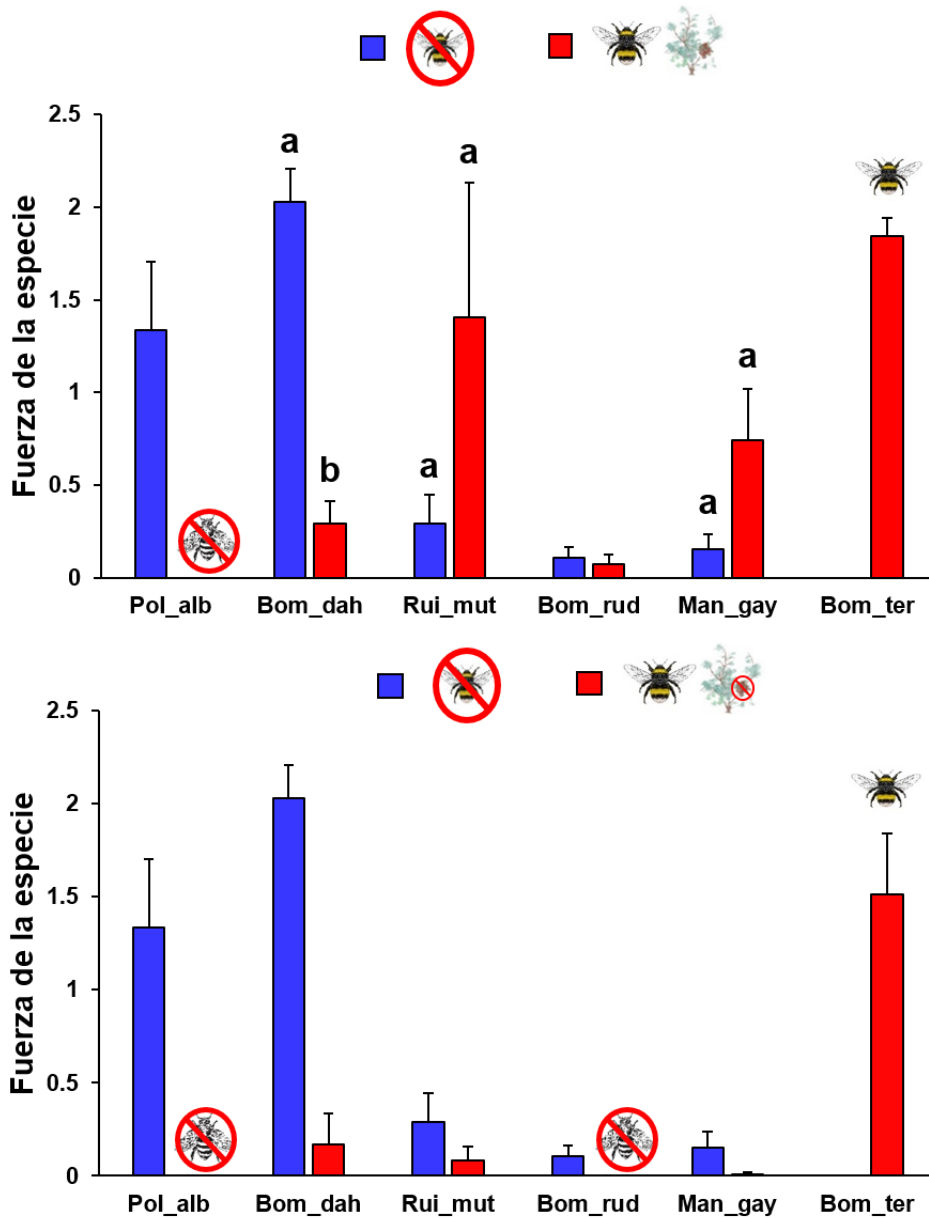 2.5
a
a
2
1.5
a
1
b
a
a
0.5
0
Fuerza de la especie
Pol_alb Bom_dah Rui_mut Bom_rud Man_gay Bom_ter
2.5
2
1.5
1
0.5
0
Fuerza de la especie
Pol_alb Bom_dah Rui_mut Bom_rud Man_gay Bom_ter